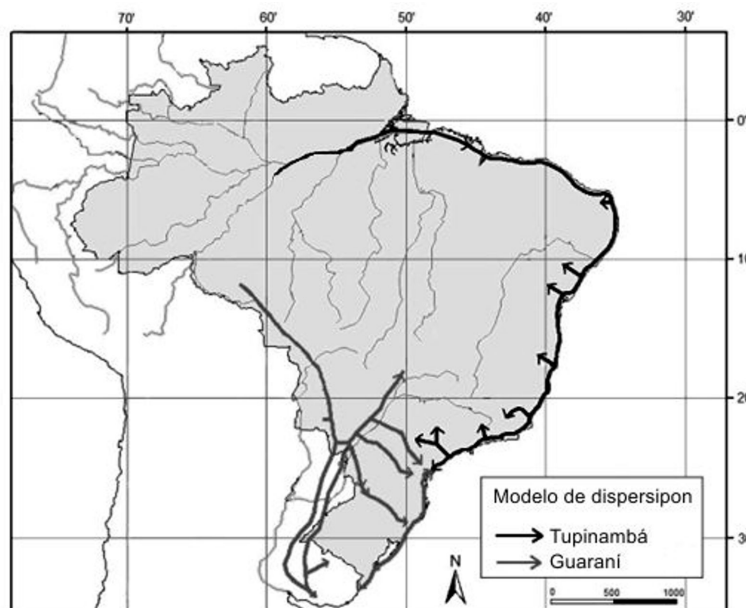 70' 60' 50' 40' 30'
0'
10
20
30
Modelo de dispersipon
Tupinambá
Guaraní
N
0 500 1000